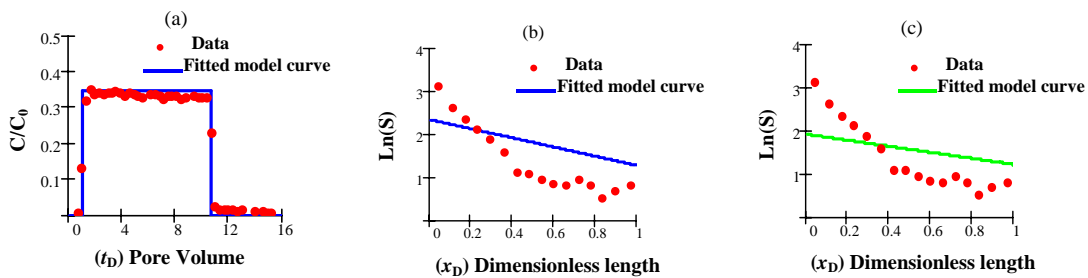 (a)
0.5
0.4
0.3
0.2
0.1
0
0 4 8 12 16
C/C0
Data
Fitted model curve
(tD) Pore Volume
(b)
4
3
2
1
0
0 0.2 0.4 0.6 0.8 1
Ln(S)
Data
Fitted model curve
(xD) Dimensionless length
(c)
4
3
2
1
0
0 0.2 0.4 0.6 0.8 1
Ln(S)
Data
Fitted model curve
(xD) Dimensionless length